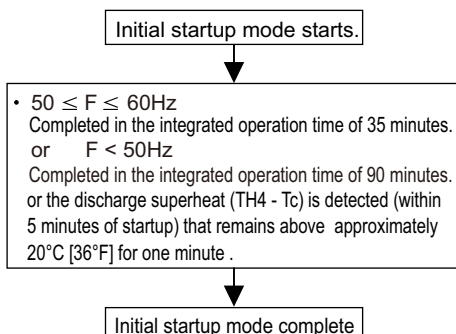 Initial startup mode starts.
• 50 ≤ F ≤ 60Hz
Completed in the integrated operation time of 35 minutes.
or F < 50Hz
Completed in the integrated operation time of 90 minutes.
or the discharge superheat (TH4 - Tc) is detected (within
5 minutes of startup) that remains above approximately
20°C [36°F] for one minute .
Initial startup mode complete